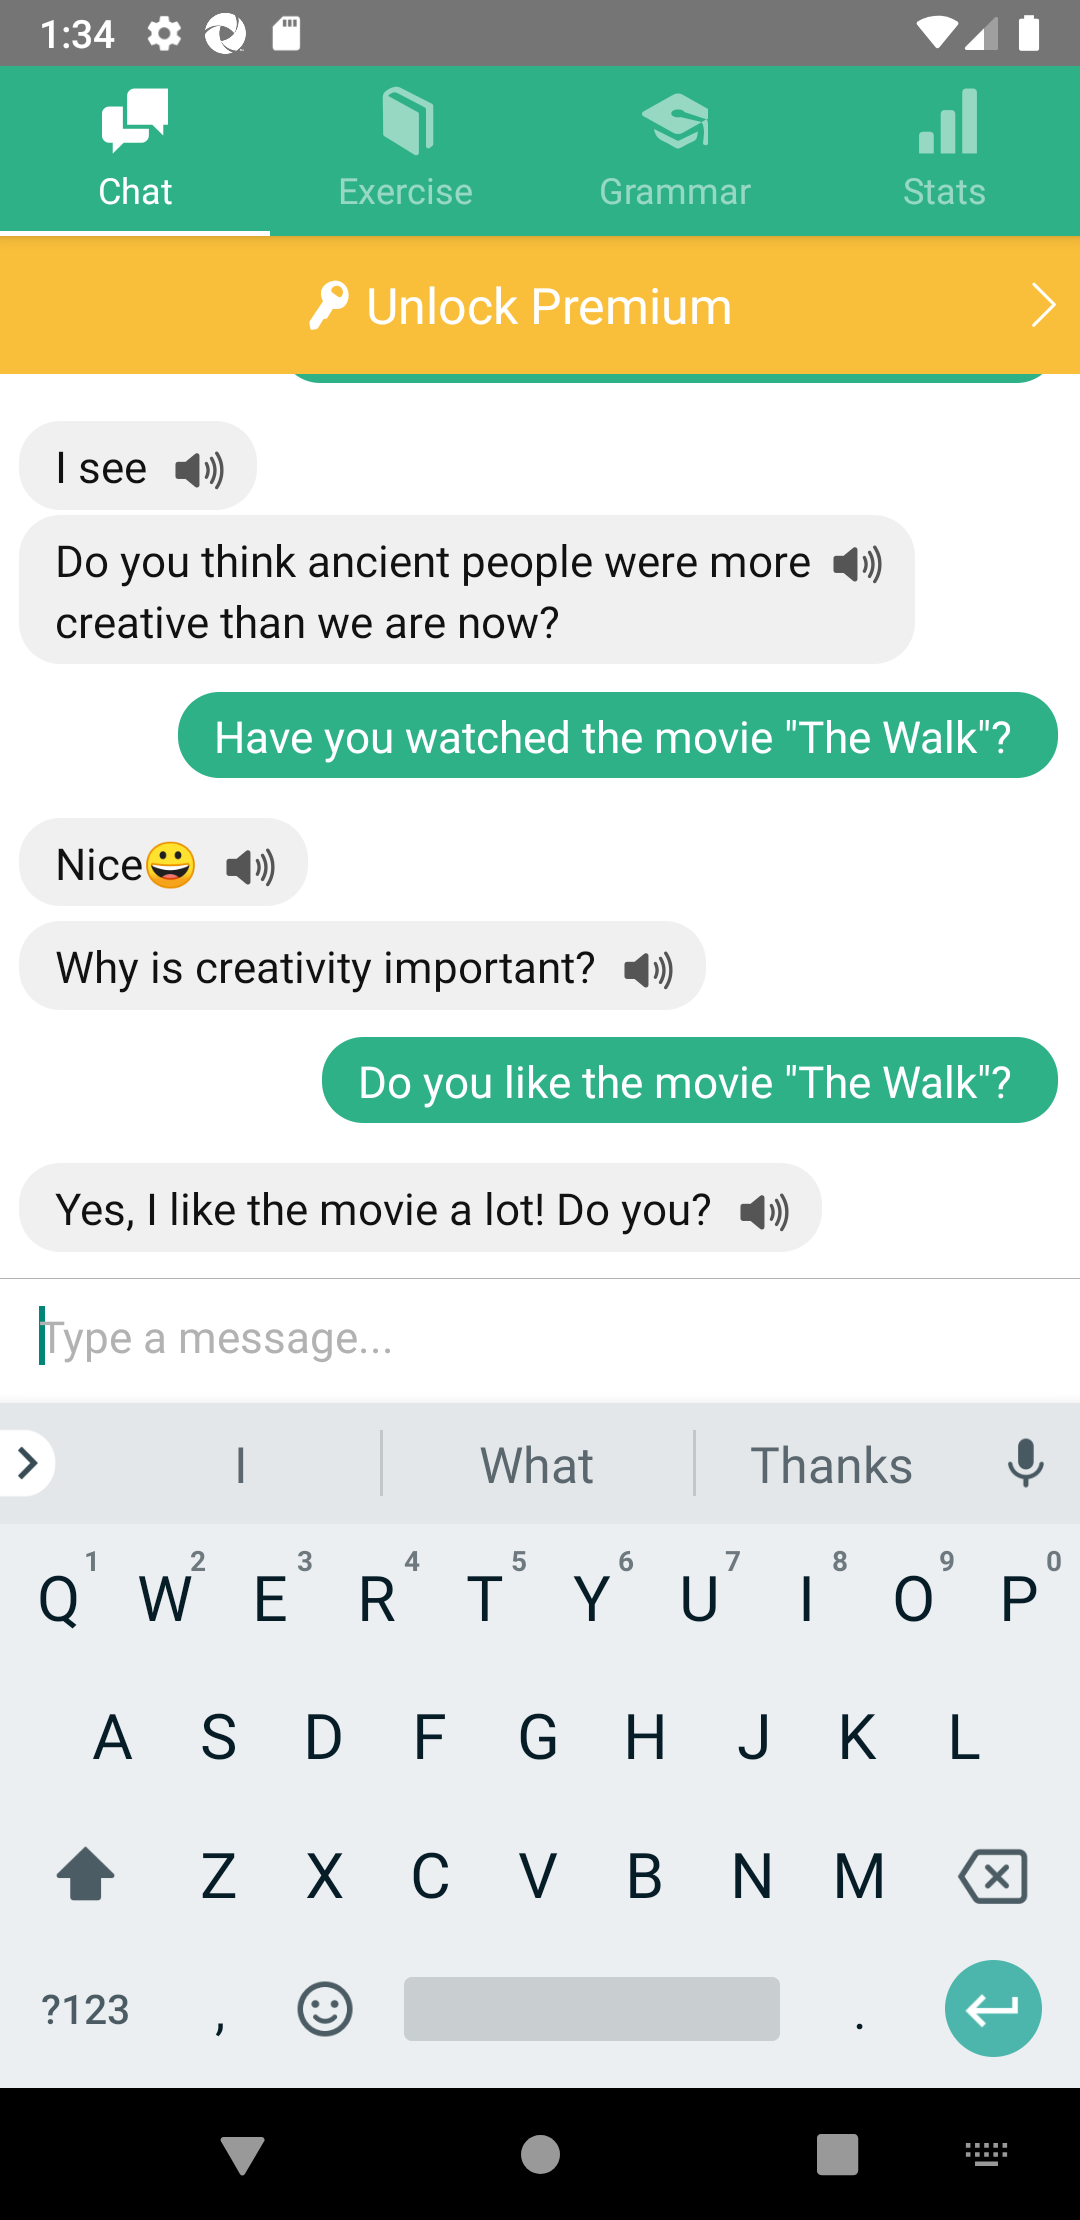 1:34
Chat
Exercise
Grammar
Stats
Unlock Premium
I see
Do you think ancient people were more
creative than we are now?
Have you watched the movie "The Walk"?
Nice😀
Why is creativity important?
Do you like the movie "The Walk"?
Yes, I like the movie a lot! Do you?
Type a message...
I What Thanks
1 2 3 4 5 6 7 8 9 0
Q W E R T Y U I O P
A S D F G H J K L
Z X C V B N M
?123 , .